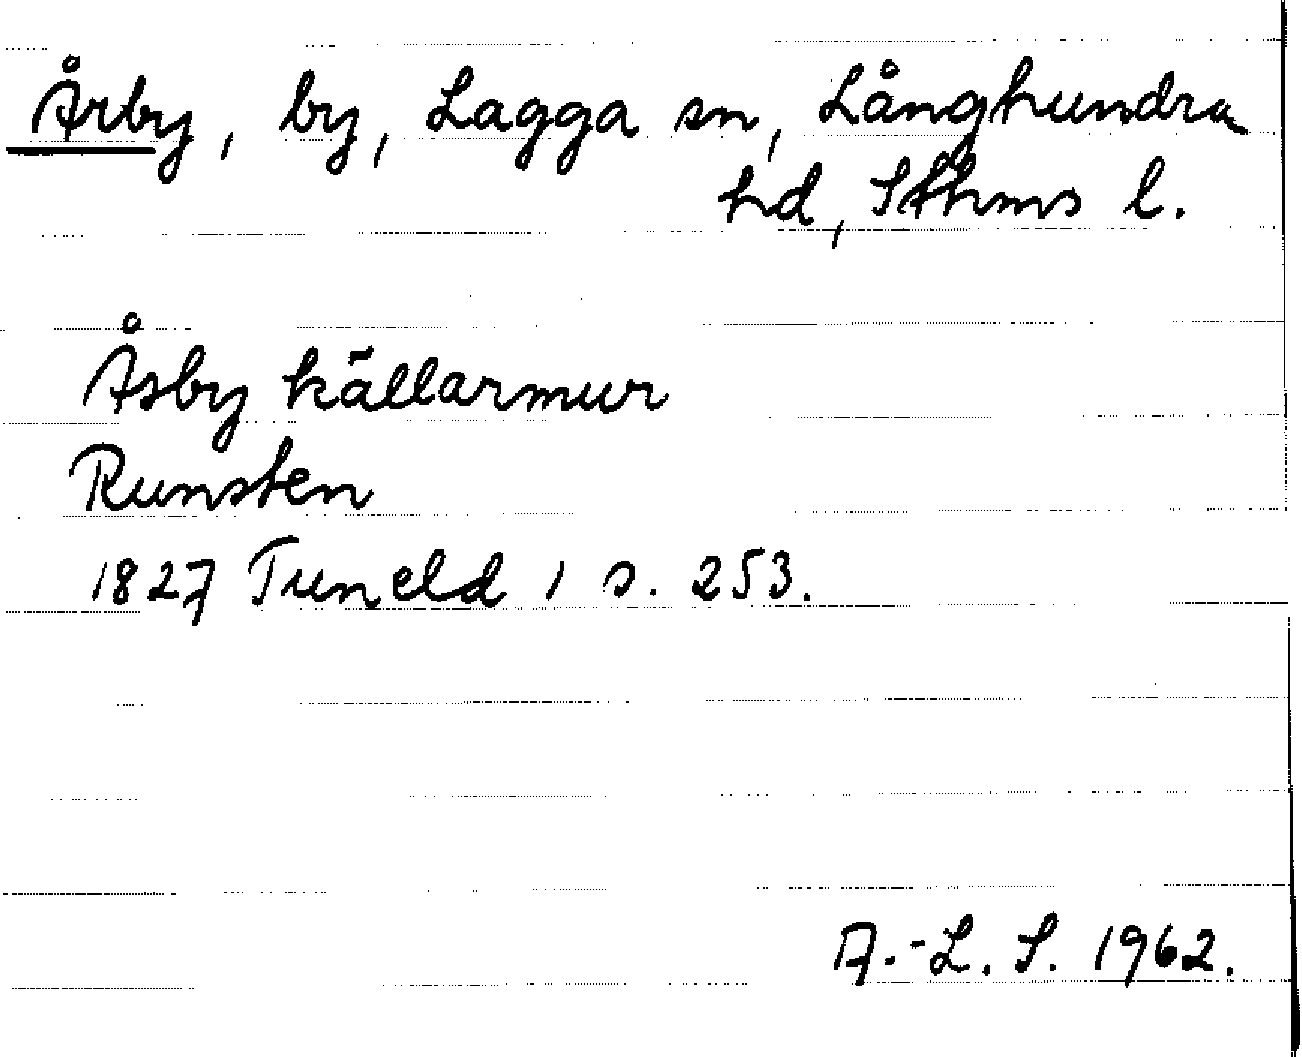 Årby, by, Lagga sn, Långhundra
hd, Sthms l.
Åsby källarmur
Runsten
1827 Tuneld 1 s. 253.
A.-L. S. 1962.